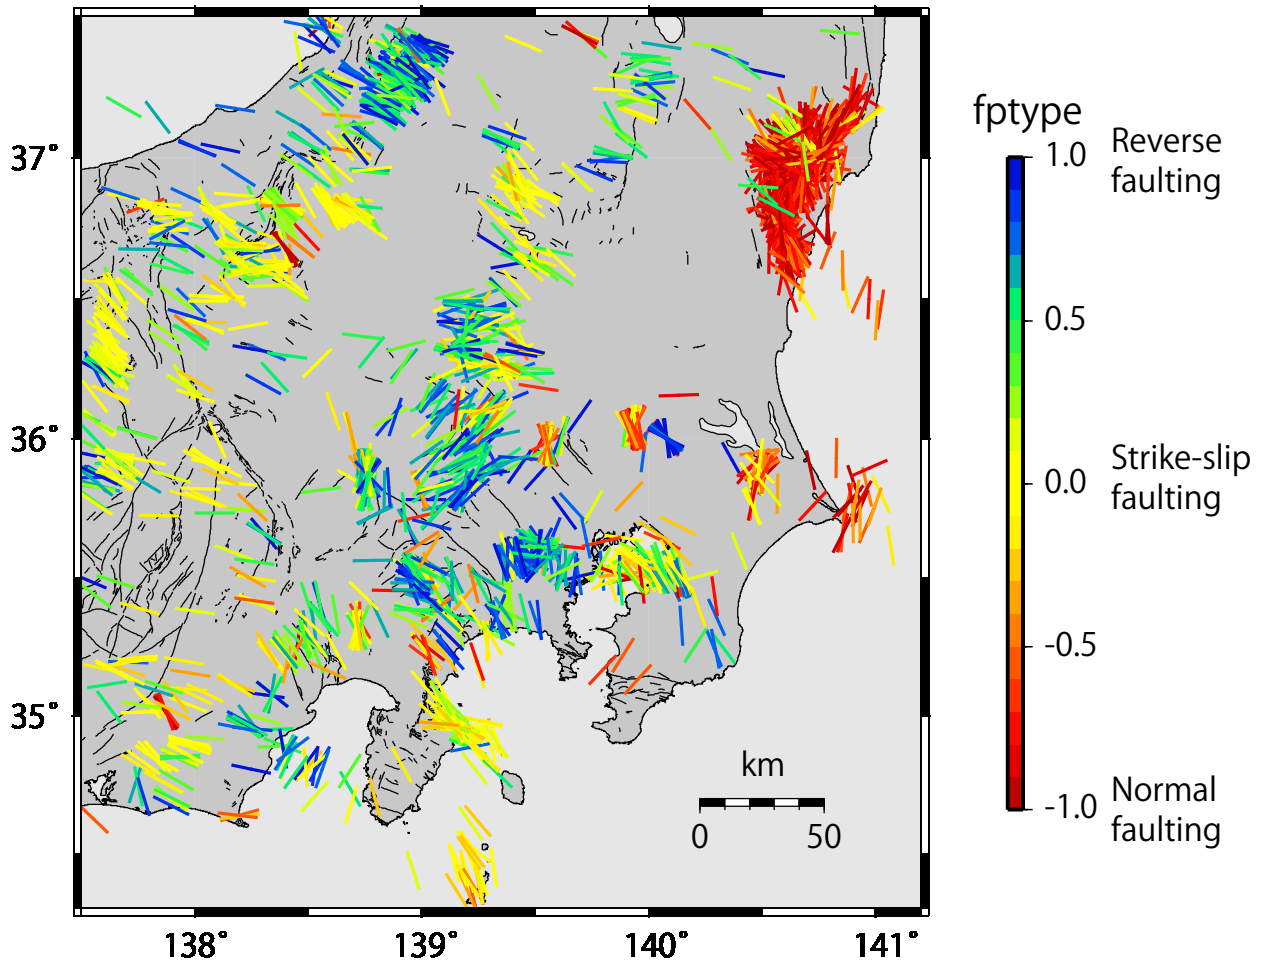 fptype
Reverse
faulting
1.0
0.5
Strike-slip
faulting
0.0
-0.5
Normal
faulting
-1.0
37°
36°
35°
km
0 50
138° 139° 140° 141°